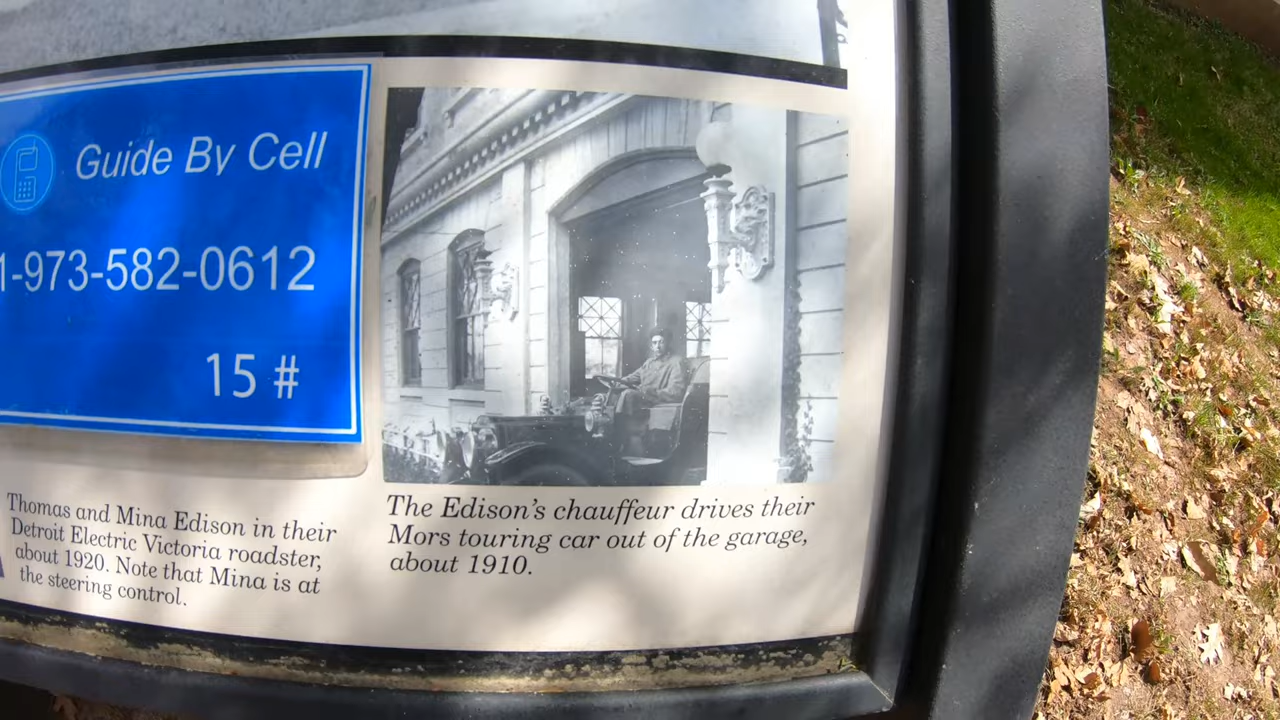 Guide By Cell
1-973-582-0612
15 #
Thomas and Mina Edison in their
Detroit Electric Victoria roadster,
about 1920. Note that Mina is at
the steering control.
The Edison's chauffeur drives their
Mors touring car out of the garage,
about 1910.